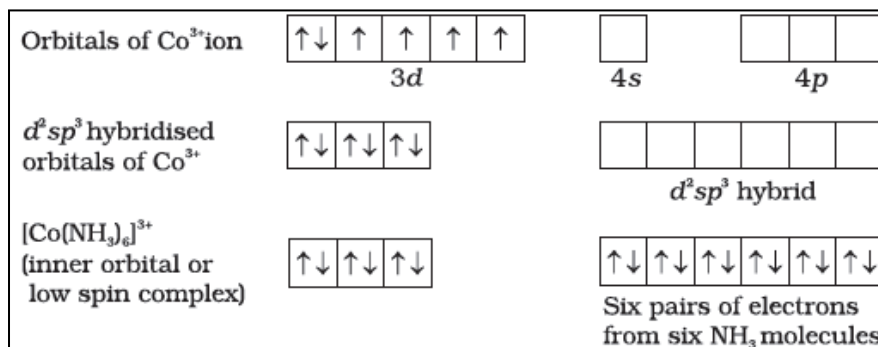 Orbitals of Co³⁺ion
↑↓ ↑ ↑ ↑ ↑
3d
4s
4p
d²sp³ hybridised
orbitals of Co³⁺
↑↓ ↑↓ ↑↓
d²sp³ hybrid
[Co(NH₃)₆]³⁺
(inner orbital or
low spin complex)
↑↓ ↑↓ ↑↓
↑↓ ↑↓ ↑↓ ↑↓ ↑↓ ↑↓
Six pairs of electrons
from six NH₃ molecules